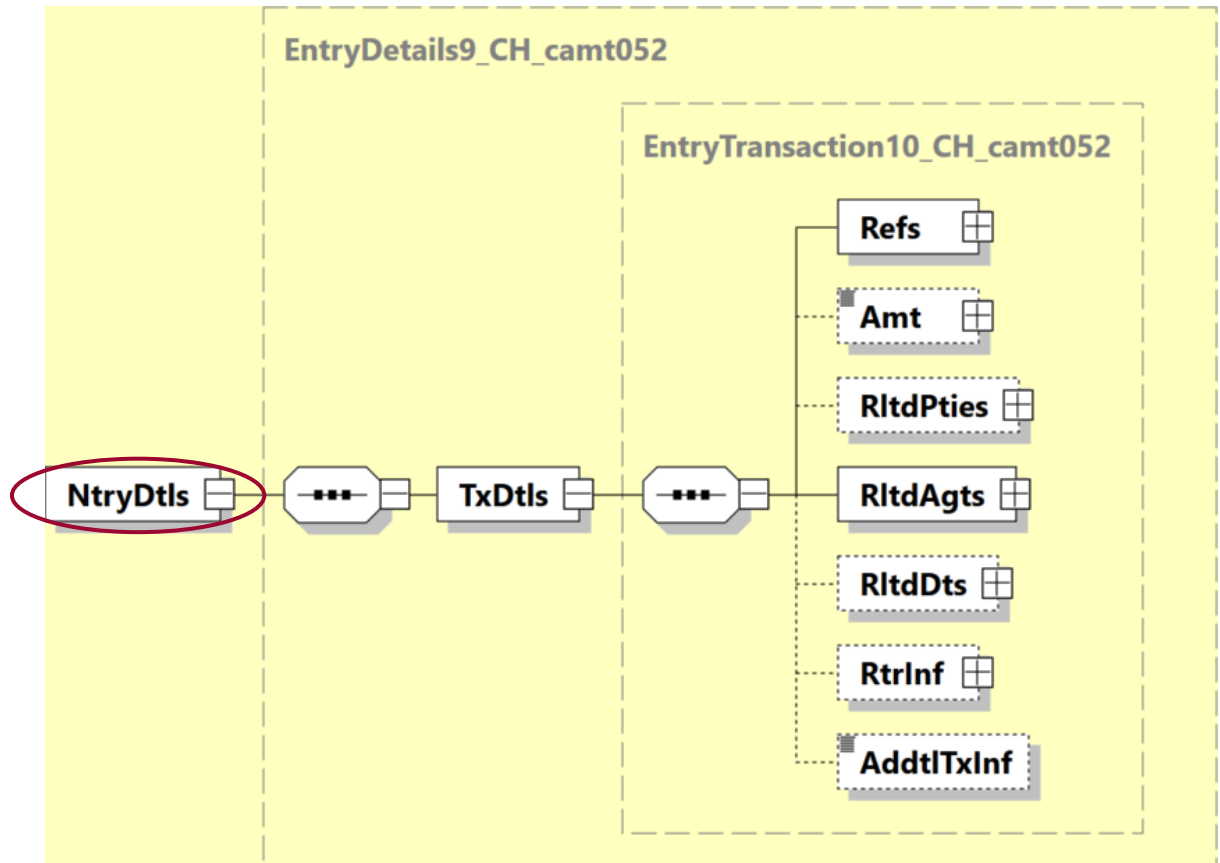 EntryDetails9_CH_camt052
EntryTransaction10_CH_camt052
Refs
Amt
RltdPties
NtryDtls
TxDtls
RltdAgts
RltdDts
RtrInf
AddtlTxInf